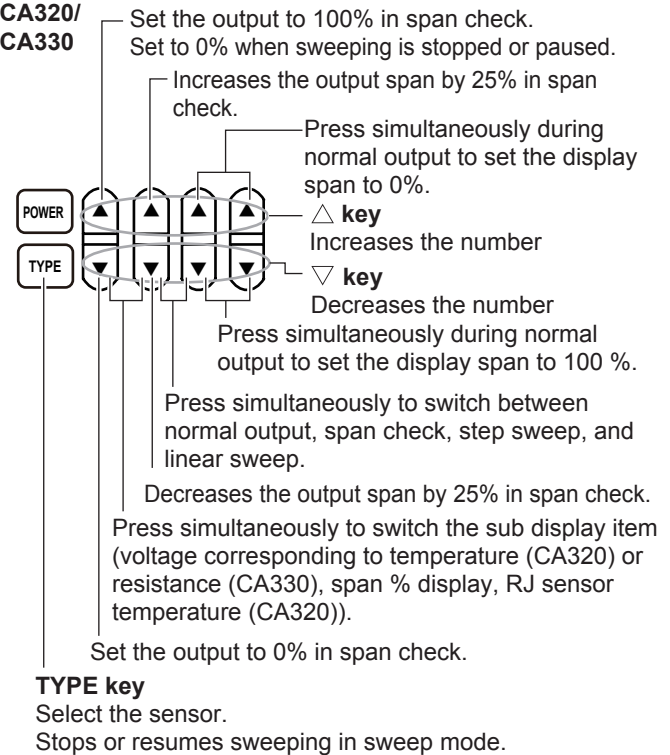 CA320/
CA330
Set the output to 100% in span check.
Set to 0% when sweeping is stopped or paused.
Increases the output span by 25% in span
check.
Press simultaneously during
normal output to set the display
span to 0%.
POWER
△ key
Increases the number
TYPE
▽ key
Decreases the number
Press simultaneously during normal
output to set the display span to 100 %.
Press simultaneously to switch between
normal output, span check, step sweep, and
linear sweep.
Decreases the output span by 25% in span check.
Press simultaneously to switch the sub display item
(voltage corresponding to temperature (CA320) or
resistance (CA330), span % display, RJ sensor
temperature (CA320)).
Set the output to 0% in span check.
TYPE key
Select the sensor.
Stops or resumes sweeping in sweep mode.